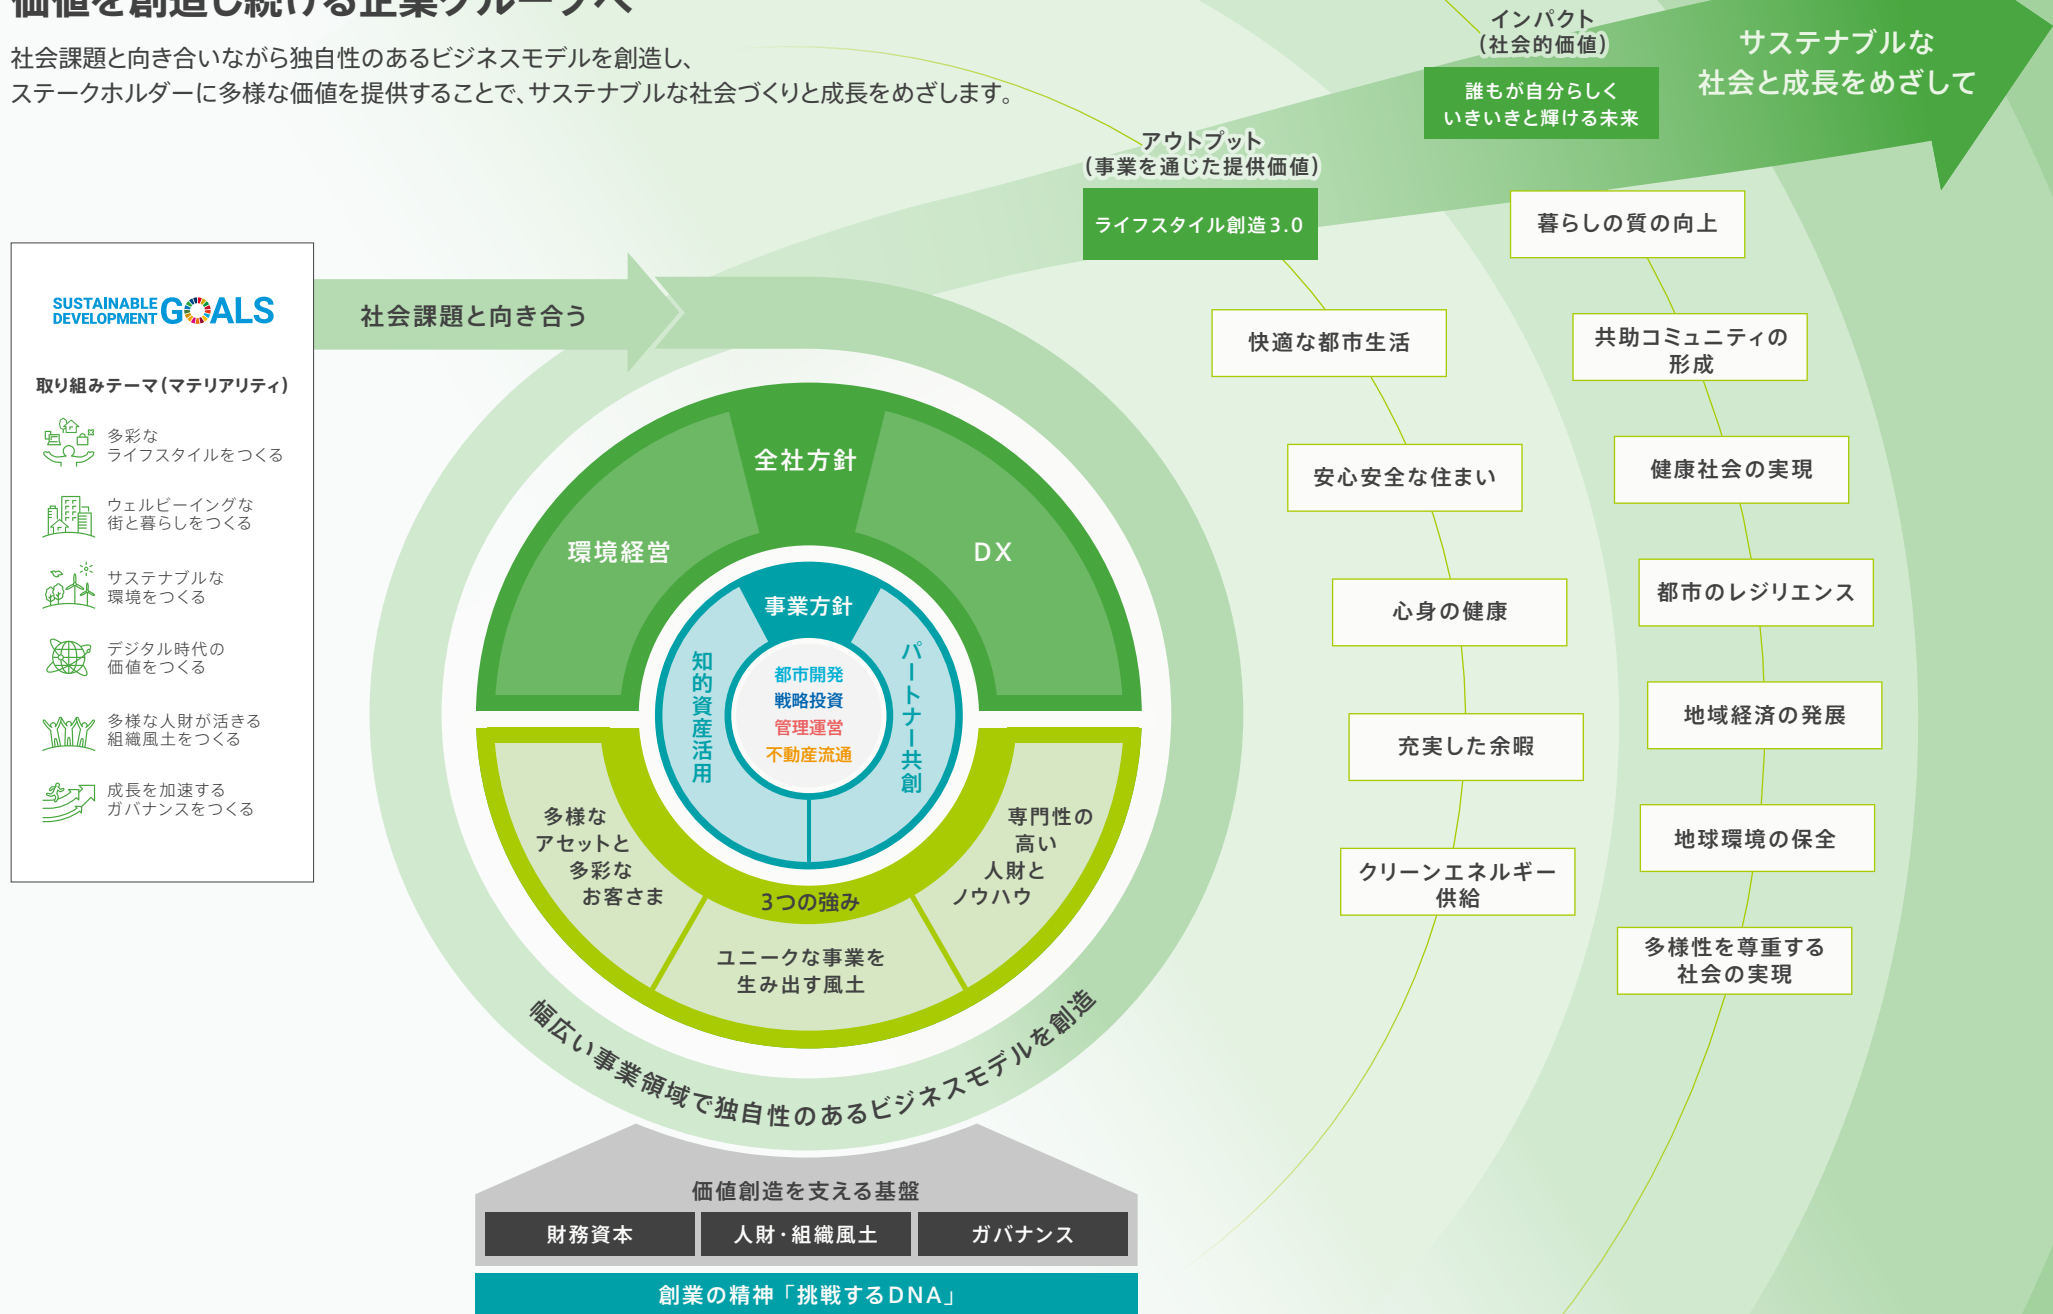 価値を創造し続ける企業グループへ
社会課題と向き合いながら独自性のあるビジネスモデルを創造し、
ステークホルダーに多様な価値を提供することで、サステナブルな社会づくりと成長をめざします。
インパクト
(社会的価値)
誰もが自分らしく
いきいきと輝ける未来
サステナブルな
社会と成長をめざして
アウトプット
(事業を通じた提供価値)
ライフスタイル創造3.0
SUSTAINABLE
DEVELOPMENT GOALS
取り組みテーマ(マテリアリティ)
多彩な
ライフスタイルをつくる
ウェルビーイングな
街と暮らしをつくる
サステナブルな
環境をつくる
デジタル時代の
価値をつくる
多様な人財が活きる
組織風土をつくる
成長を加速する
ガバナンスをつくる
社会課題と向き合う
全社方針
環境経営
DX
事業方針
知的資産活用
パートナー共創
都市開発
戦略投資
管理運営
不動産流通
多様な
アセットと
多彩な
お客さま
3つの強み
専門性の
高い
人財と
ノウハウ
ユニークな事業を
生み出す風土
幅広い事業領域で独自性のあるビジネスモデルを創造
価値創造を支える基盤
財務資本
人財・組織風土
ガバナンス
創業の精神「挑戦するDNA」
快適な都市生活
安心安全な住まい
心身の健康
充実した余暇
クリーンエネルギー
供給
暮らしの質の向上
共助コミュニティの
形成
健康社会の実現
都市のレジリエンス
地域経済の発展
地球環境の保全
多様性を尊重する
社会の実現